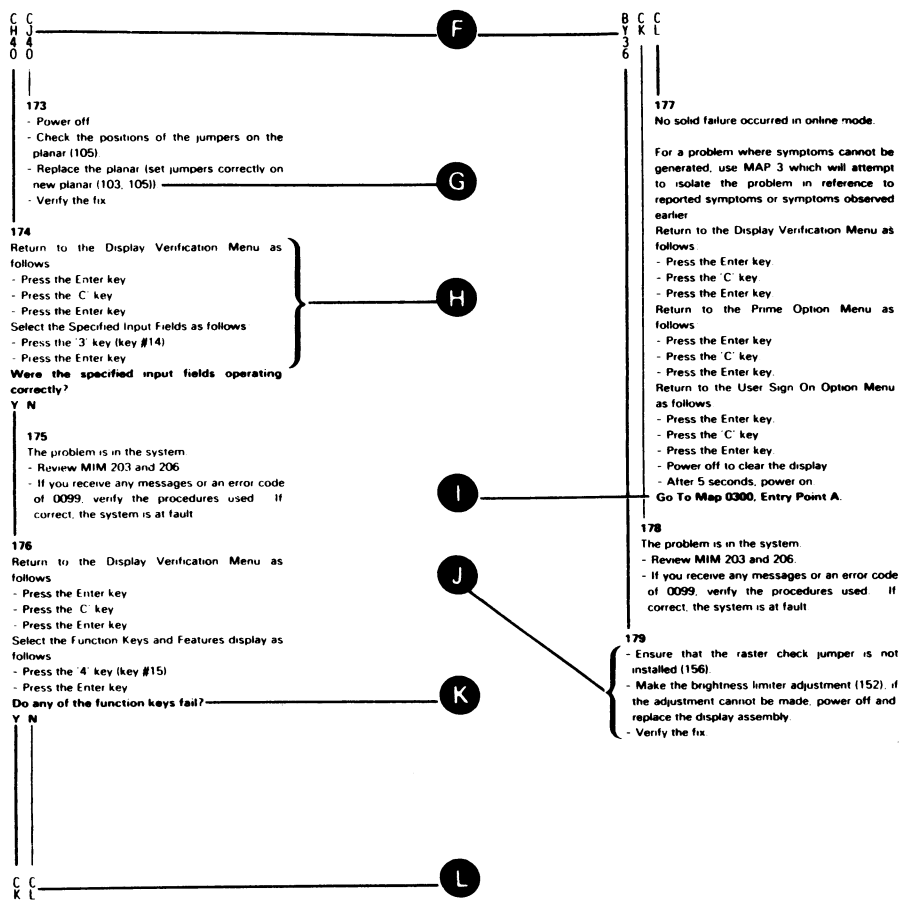 C C
H J
4 4
0 0
173
- Power off
- Check the positions of the jumpers on the
planar (105).
- Replace the planar (set jumpers correctly on
new planar (103, 105))
- Verify the fix
174
Return to the Display Verification Menu as
follows
- Press the Enter key
- Press the 'C' key
- Press the Enter key
Select the Specified Input Fields as follows
- Press the '3' key (key #14)
- Press the Enter key
Were the specified input fields operating
correctly?
Y N
175
The problem is in the system
- Review MIM 203 and 206
- If you receive any messages or an error code
of 0099, verify the procedures used If
correct, the system is at fault
176
Return to the Display Verification Menu as
follows
- Press the Enter key
- Press the C' key
- Press the Enter key
Select the Function Keys and Features display as
follows
- Press the '4' key (key #15)
- Press the Enter key
Do any of the function keys fail?
Y N
C C
K L
F
G
H
I
J
K
L
B C C
Y K L
3
6
177
No solid failure occurred in online mode.
For a problem where symptoms cannot be
generated, use MAP 3 which will attempt
to isolate the problem in reference to
reported symptoms or symptoms observed
earlier
Return to the Display Verification Menu as
follows
- Press the Enter key.
- Press the 'C' key.
- Press the Enter key.
Return to the Prime Option Menu as
follows
- Press the Enter key
- Press the 'C' key
- Press the Enter key.
Return to the User Sign On Option Menu
as follows
- Press the Enter key.
- Press the 'C' key
- Press the Enter key.
- Power off to clear the display
- After 5 seconds, power on
Go To Map 0300, Entry Point A.
178
The problem is in the system.
- Review MIM 203 and 206.
- If you receive any messages or an error code
of 0099, verify the procedures used If
correct, the system is at fault
179
- Ensure that the raster check jumper is not
installed (156).
- Make the brightness limiter adjustment (152), if
the adjustment cannot be made, power off and
replace the display assembly.
- Verify the fix.